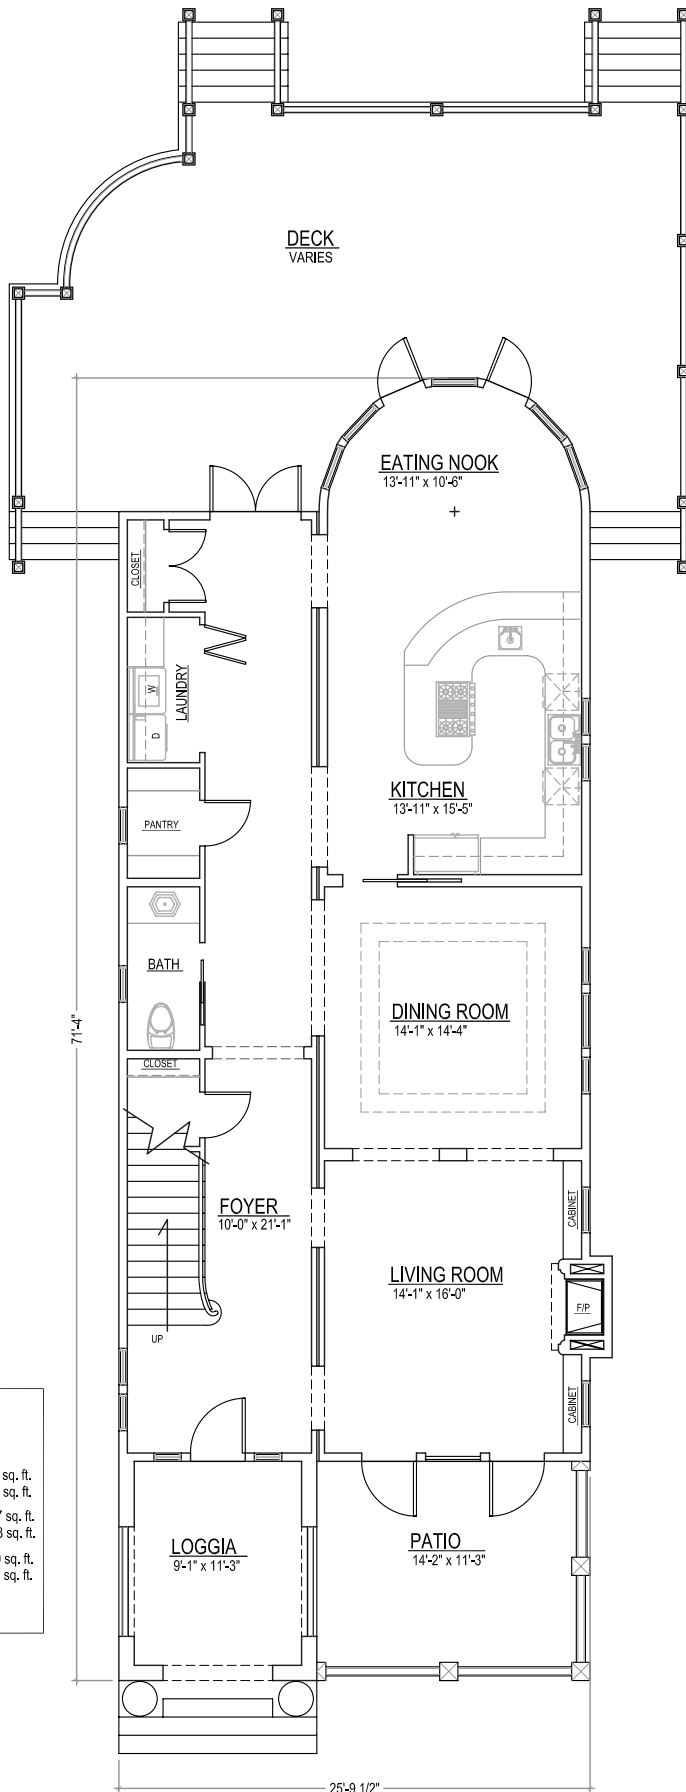 DECK
VARIES
EATING NOOK
13'-11" x 10'-6"
CLOSET
LAUNDRY
W
D
KITCHEN
13'-11" x 15'-5"
PANTRY
BATH
DINING ROOM
14'-1" x 14'-4"
71'-4"
CLOSET
FOYER
10'-0" x 21'-1"
CABINET
LIVING ROOM
14'-1" x 16'-0"
F/P
UP
CABINET
sq. ft.
sq. ft.
sq. ft.
sq. ft.
sq. ft.
sq. ft.
LOGGIA
9'-1" x 11'-3"
PATIO
14'-2" x 11'-3"
25'-9 1/2"